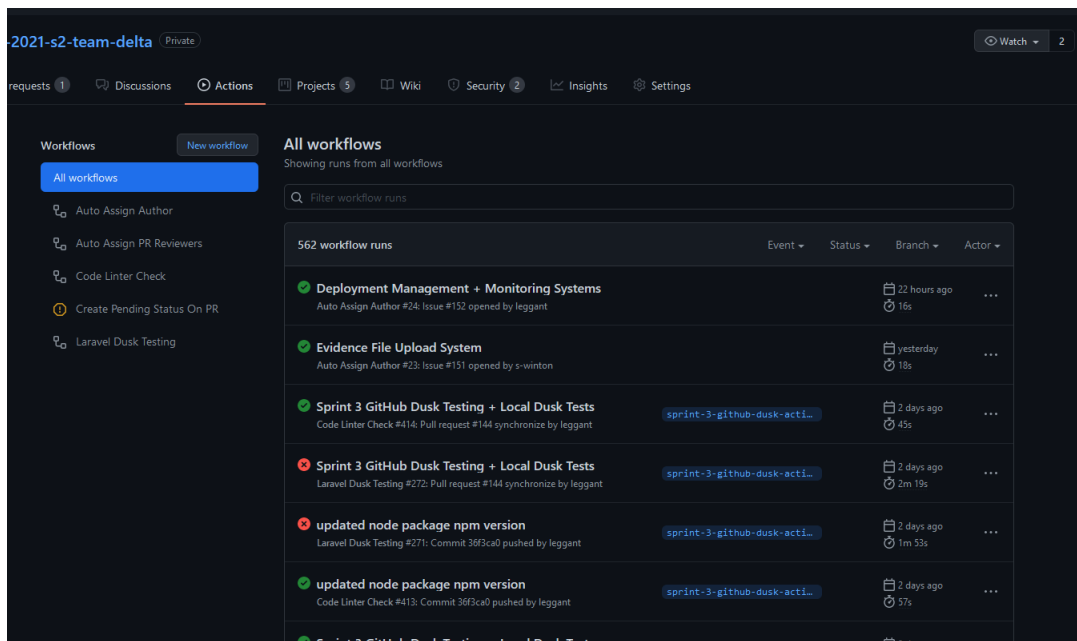 -2021-s2-team-delta Private
Watch 2
requests 1 Discussions Actions Projects 5 Wiki Security 2 Insights Settings
Workflows New workflow
All workflows
Auto Assign Author
Auto Assign PR Reviewers
Code Linter Check
Create Pending Status On PR
Laravel Dusk Testing
All workflows
Showing runs from all workflows
Filter workflow runs
562 workflow runs Event Status Branch Actor
Deployment Management + Monitoring Systems
22 hours ago
Auto Assign Author #24: Issue #152 opened by leggant
16s
Evidence File Upload System
yesterday
Auto Assign Author #23: Issue #151 opened by s-winton
18s
Sprint 3 GitHub Dusk Testing + Local Dusk Tests
sprint-3-github-dusk-acti…
2 days ago
Code Linter Check #414: Pull request #144 synchronize by leggant
45s
Sprint 3 GitHub Dusk Testing + Local Dusk Tests
sprint-3-github-dusk-acti…
2 days ago
Laravel Dusk Testing #272: Pull request #144 synchronize by leggant
2m 19s
updated node package npm version
sprint-3-github-dusk-acti…
2 days ago
Laravel Dusk Testing #271: Commit 36f3ca0 pushed by leggant
1m 53s
updated node package npm version
sprint-3-github-dusk-acti…
2 days ago
Code Linter Check #413: Commit 36f3ca0 pushed by leggant
57s